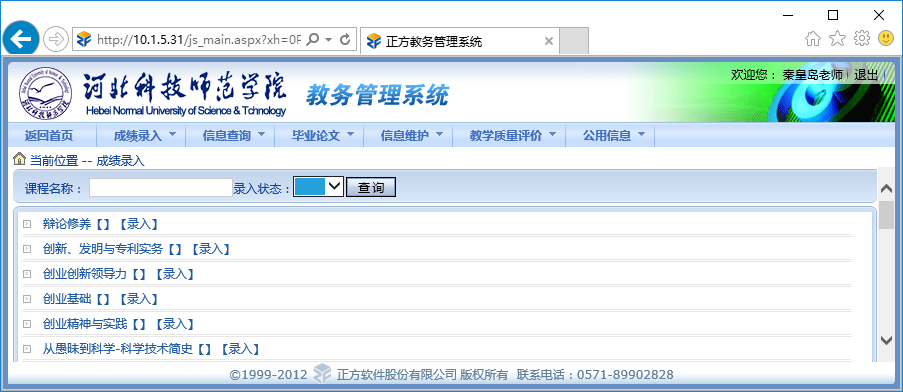 http://10.1.5.31/js_main.aspx?xh=0F
正方教务管理系统
河北科技师范学院
Hebei Normal University of Science & Tchnology
教务管理系统
欢迎您： 秦皇岛老师 退出
返回首页 成绩录入 信息查询 毕业论文 信息维护 教学质量评价 公用信息
当前位置 -- 成绩录入
课程名称： 录入状态： 查询
辩论修养【】【录入】
创新、发明与专利实务【】【录入】
创业创新领导力【】【录入】
创业基础【】【录入】
创业精神与实践【】【录入】
从愚昧到科学-科学技术简史【】【录入】
©1999-2012 正方软件股份有限公司 版权所有 联系电话：0571-89902828